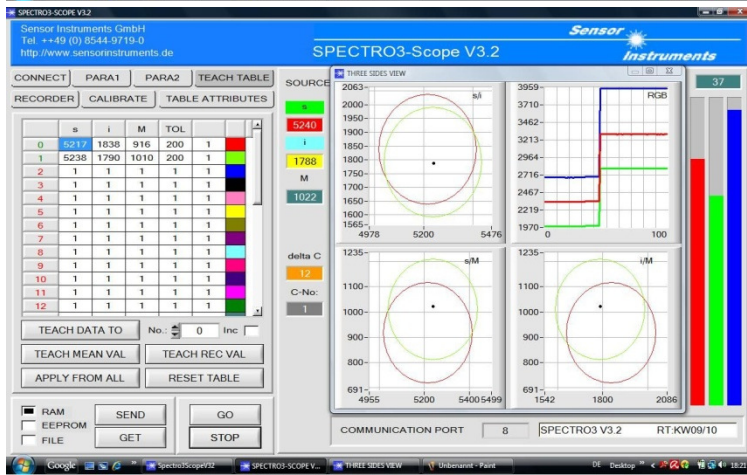 SPECTRO3-SCOPE V3.2
Sensor Instruments GmbH
Tel. ++49 (0) 8544-9719-0
http://www.sensorinstruments.de
SPECTRO3-Scope V3.2
Sensor
Instruments
CONNECT PARA1 PARA2 TEACH TABLE
RECORDER CALIBRATE TABLE ATTRIBUTES
s i M TOL
0 5217 1838 916 200 1
1 5238 1790 1010 200 1
2 1 1 1 1 1
3 1 1 1 1 1
4 1 1 1 1 1
5 1 1 1 1 1
6 1 1 1 1 1
7 1 1 1 1 1
8 1 1 1 1 1
9 1 1 1 1 1
10 1 1 1 1 1
11 1 1 1 1 1
12 1 1 1 1 1
TEACH DATA TO No.: 0 Inc
TEACH MEAN VAL TEACH REC VAL
APPLY FROM ALL RESET TABLE
RAM
EEPROM
FILE
SEND GO
GET STOP
SOURCE
s
5240
i
1788
M
1022
delta C
12
C-No:
1
THREE SIDES VIEW
s/i
2063-
2000-
1950-
1900-
1850-
1800-
1750-
1700-
1650-
1600-
1565-
4978 5200 5476
RGB
3959-
3710-
3462-
3213-
2964-
2716-
2467-
2219-
1970-
0 100
s/M
1235-
1100-
1000-
900-
800-
691-
4955 5200 5400 5499
i/M
1235-
1100-
1000-
900-
800-
691-
1542 1800 2086
37
COMMUNICATION PORT 8 SPECTRO3 V3.2 RT:KW09/10
Google Spectro3ScopeV32 SPECTRO3-SCOPE V... THREE SIDES VIEW Unbenannt - Paint DE Desktop 18:21